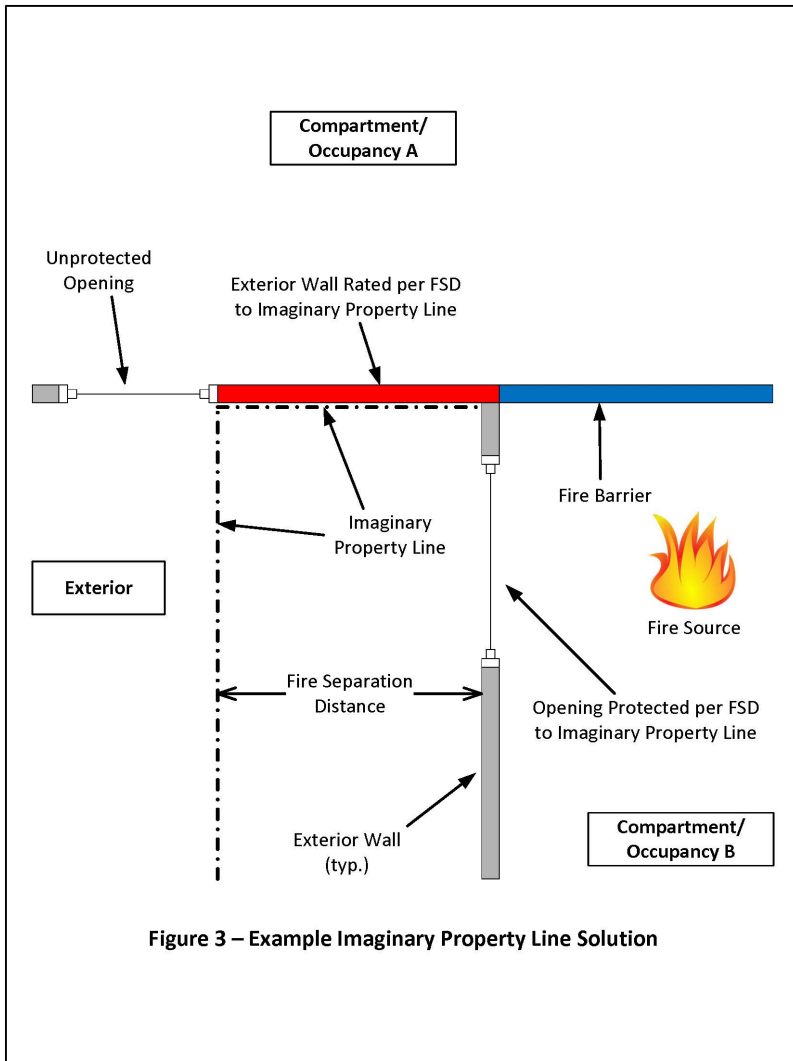 Compartment/
Occupancy A
Unprotected
Opening
Exterior Wall Rated per FSD
to Imaginary Property Line
Fire Barrier
Imaginary
Property Line
Exterior
Fire Source
Fire Separation
Distance
Opening Protected per FSD
to Imaginary Property Line
Exterior Wall
(typ.)
Compartment/
Occupancy B
Figure 3 – Example Imaginary Property Line Solution